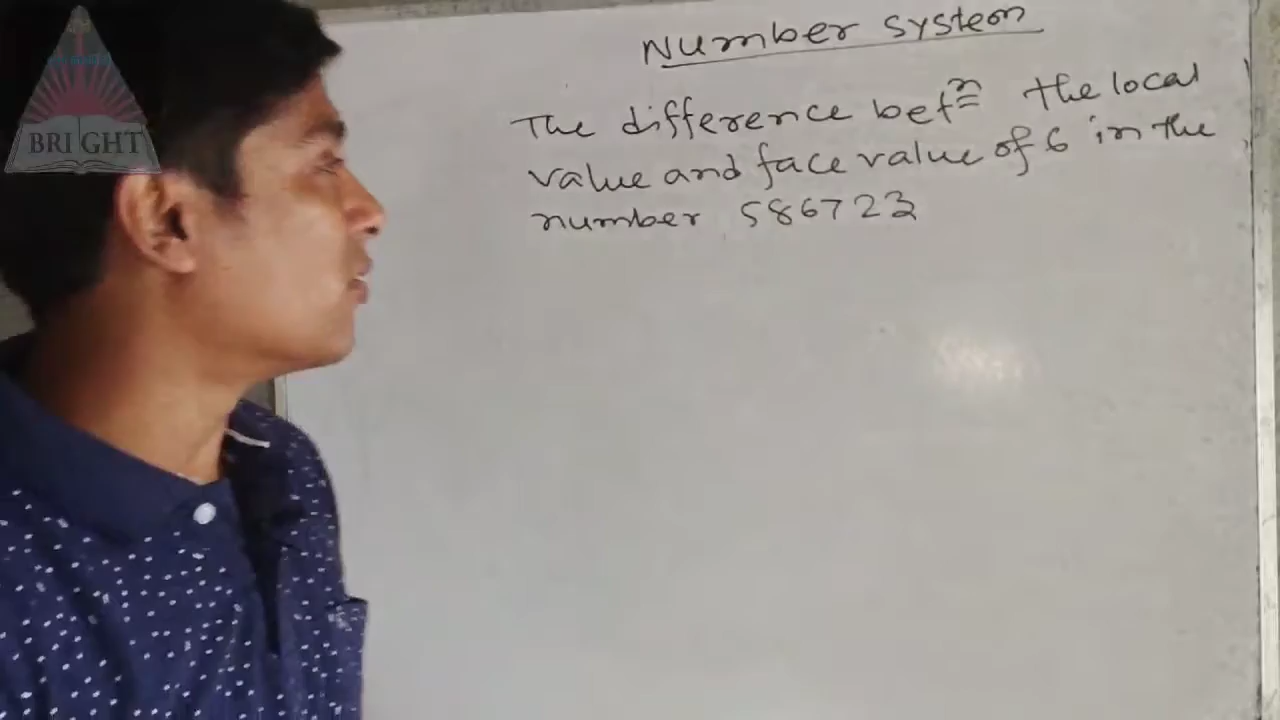 BRIGHT
Number system
The difference betⁿ the local
value and face value of 6 in the
number 586723